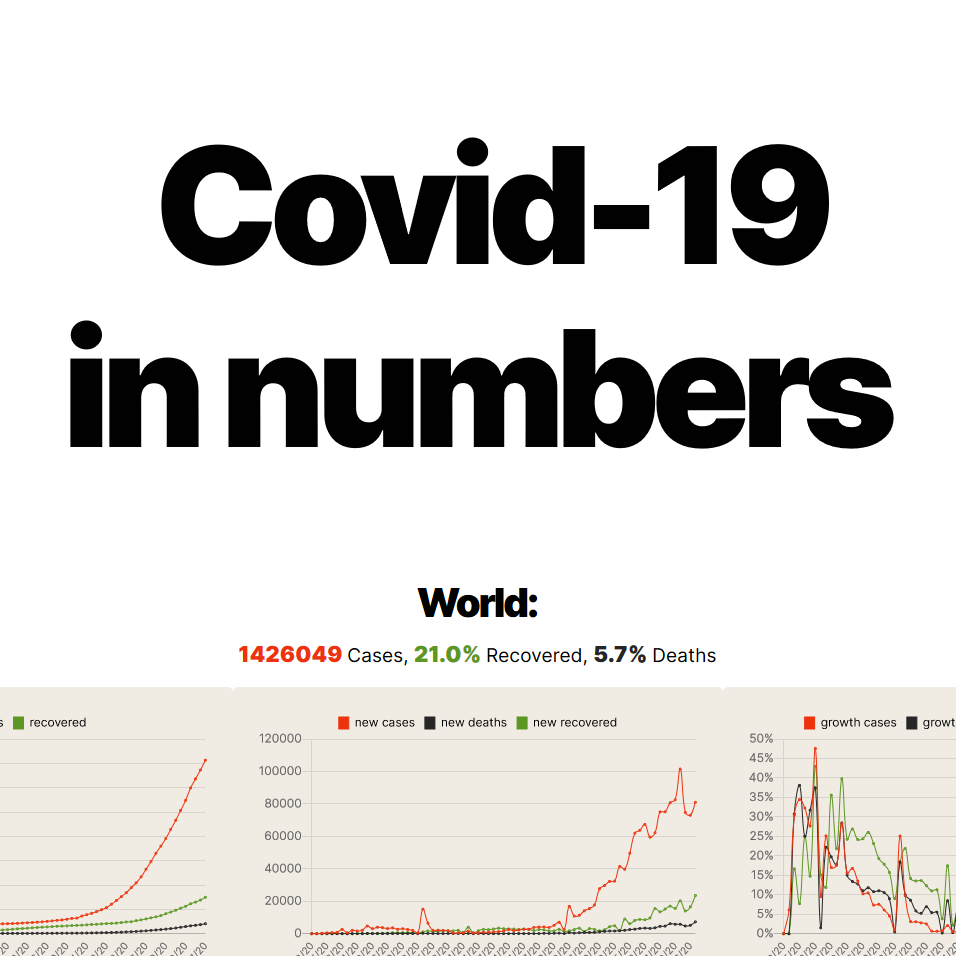 Covid-19
in numbers
World:
1426049 Cases, 21.0% Recovered, 5.7% Deaths
recovered
new cases new deaths new recovered
growth cases
120000
100000
80000
60000
40000
20000
0
50%
45%
40%
35%
30%
25%
20%
15%
10%
5%
0%